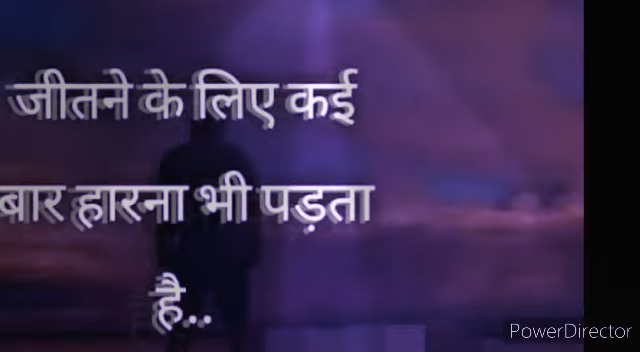 जीतने के लिए कई
बार हारना भी पड़ता
है..
PowerDirector